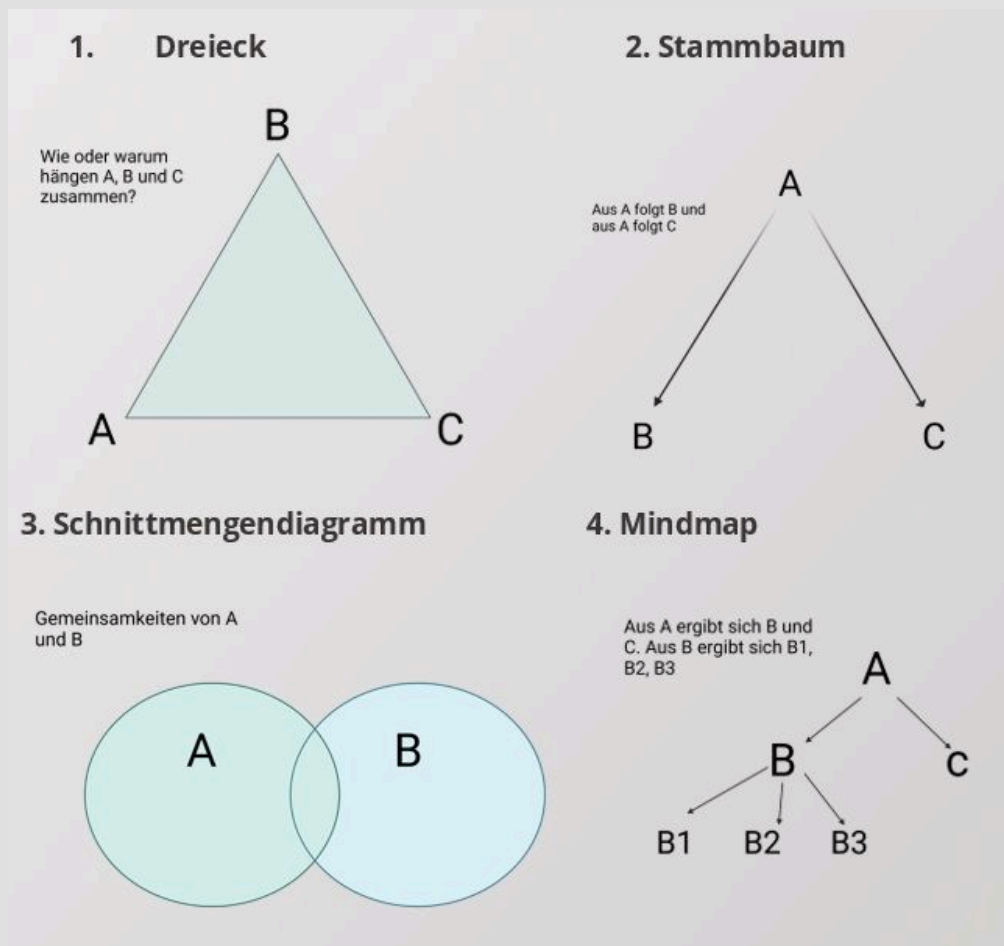 1. Dreieck
Wie oder warum
hängen A, B und C
zusammen?
B
A
C
2. Stammbaum
Aus A folgt B und
aus A folgt C
A
B
C
3. Schnittmengendiagramm
Gemeinsamkeiten von A
und B
A
B
4. Mindmap
Aus A ergibt sich B und
C. Aus B ergibt sich B1,
B2, B3
A
B
C
B1
B2
B3